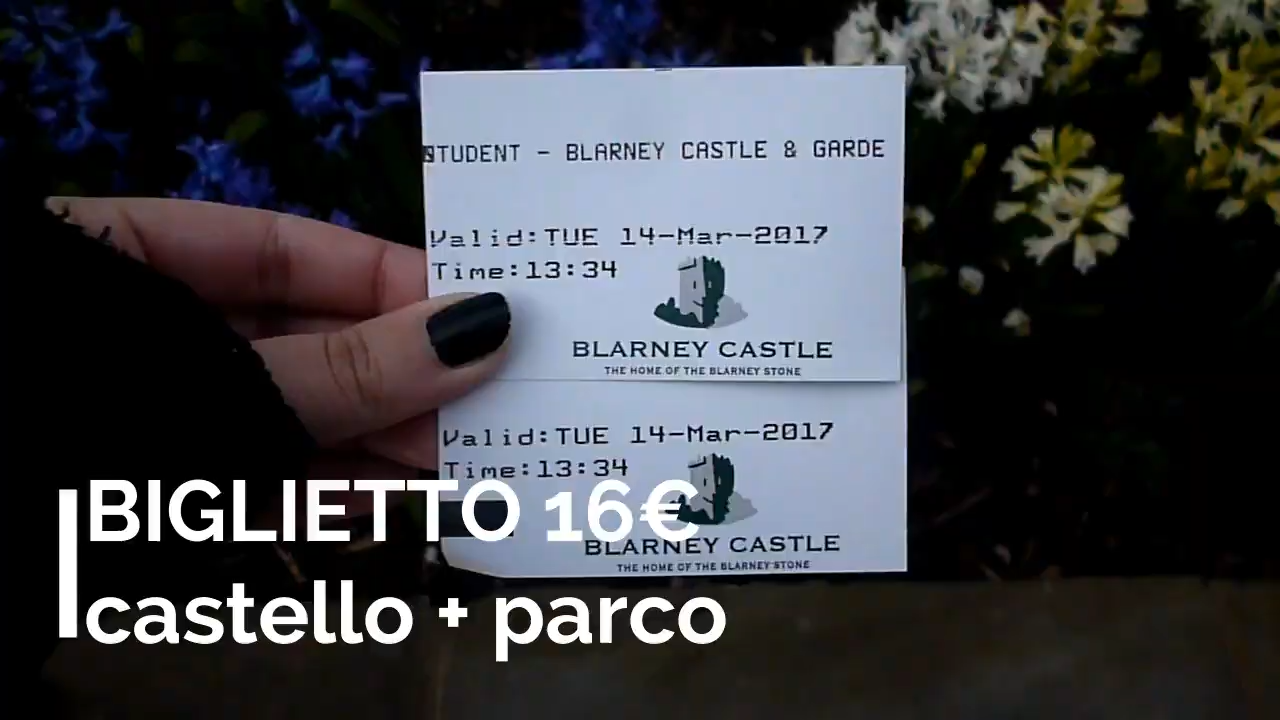 STUDENT - BLARNEY CASTLE & GARDE
Valid:TUE 14-Mar-2017
Time:13:34
BLARNEY CASTLE
THE HOME OF THE BLARNEY STONE
Valid:TUE 14-Mar-2017
Time:13:34
BLARNEY CASTLE
THE HOME OF THE BLARNEY STONE
BIGLIETTO 16€
castello + parco